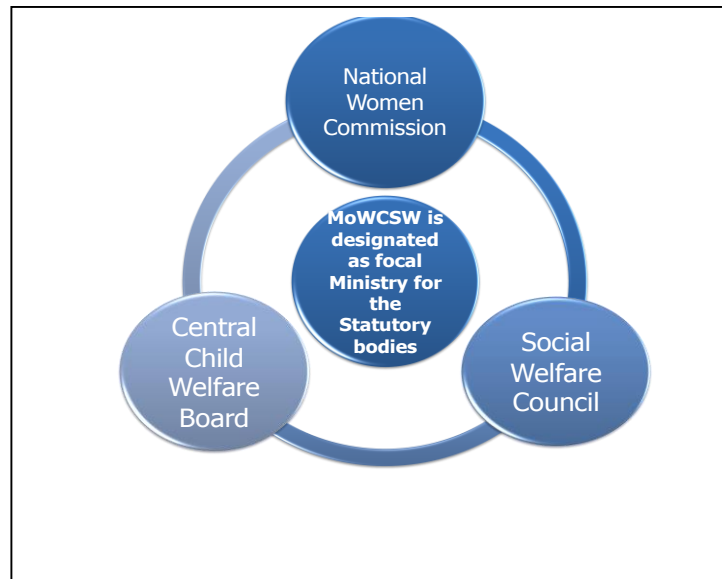 National
Women
Commission
MoWCSW is
designated
as focal
Ministry for
the
Statutory
bodies
Central
Child
Welfare
Board
Social
Welfare
Council